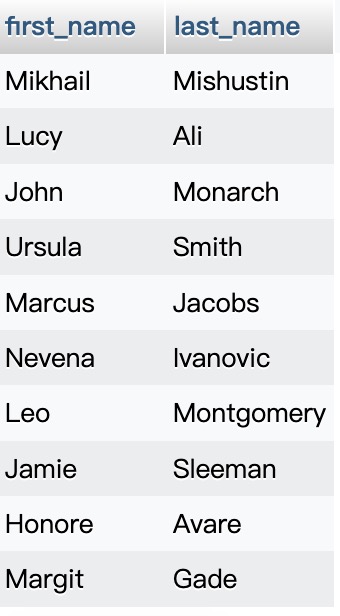 first_name last_name
Mikhail Mishustin
Lucy Ali
John Monarch
Ursula Smith
Marcus Jacobs
Nevena Ivanovic
Leo Montgomery
Jamie Sleeman
Honore Avare
Margit Gade